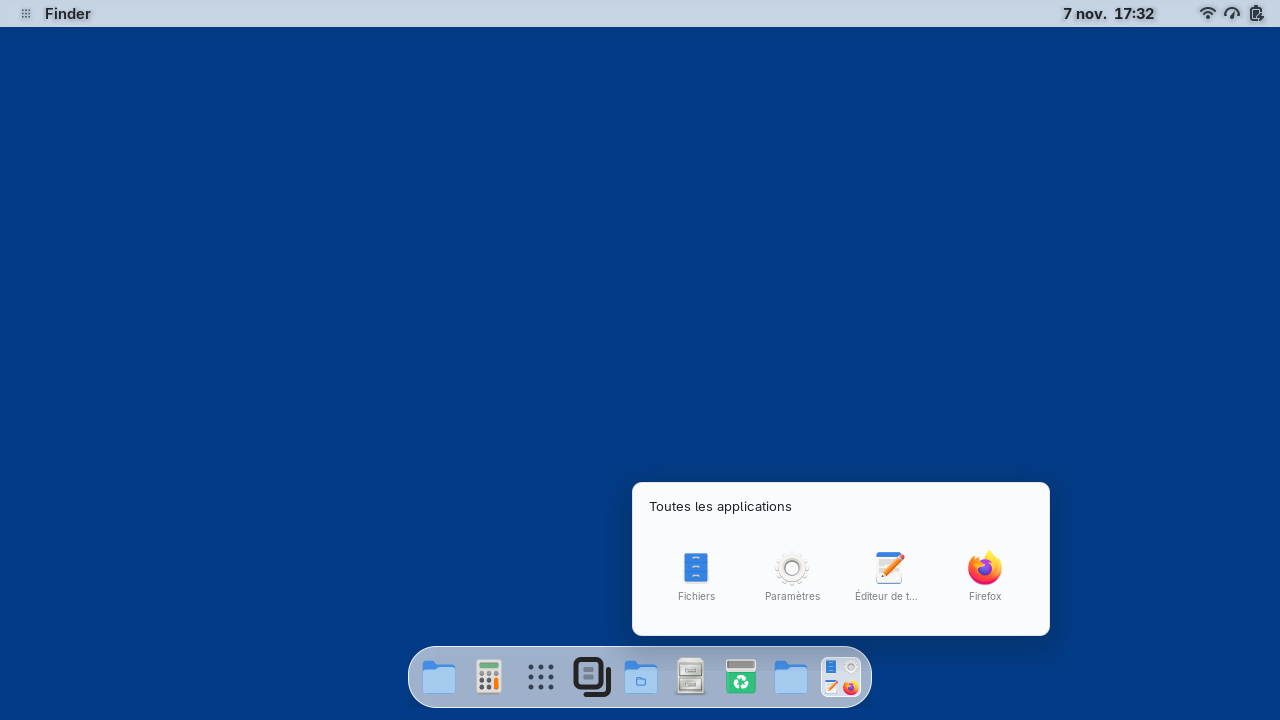 Finder
7 nov. 17:32
Toutes les applications
Fichiers
Paramètres
Éditeur de t...
Firefox